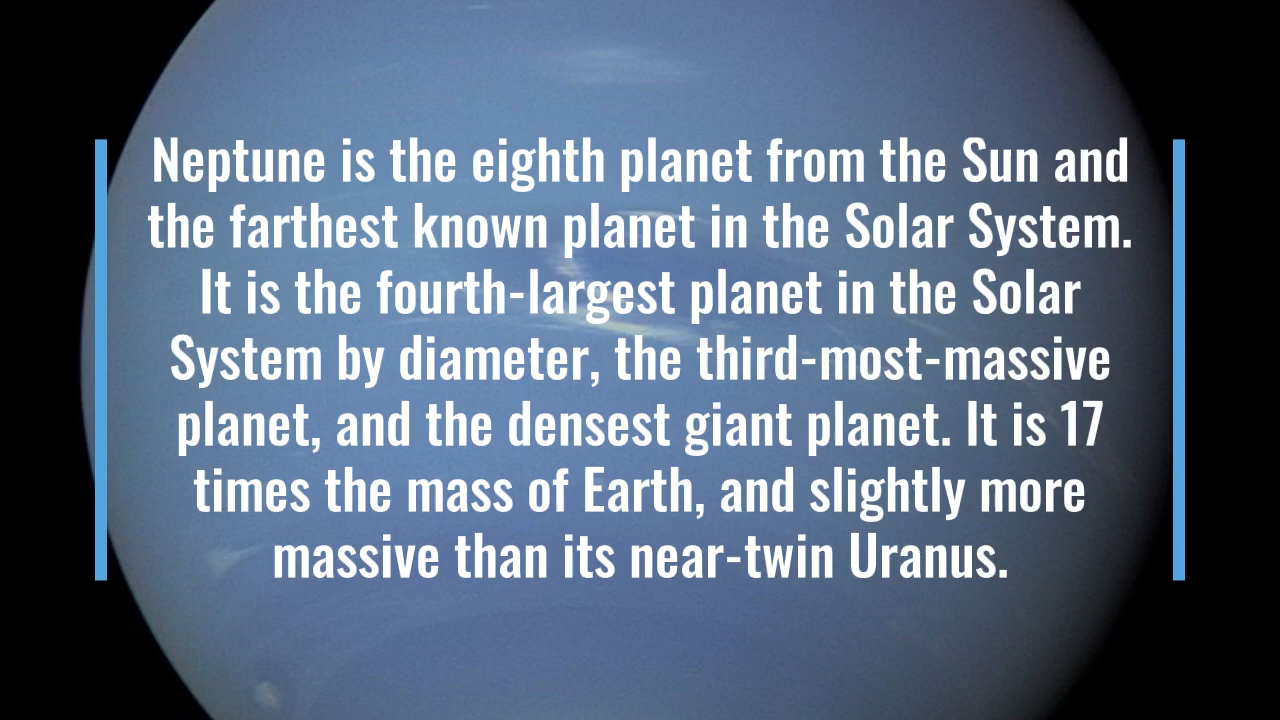 Neptune is the eighth planet from the Sun and
the farthest known planet in the Solar System.
It is the fourth-largest planet in the Solar
System by diameter, the third-most-massive
planet, and the densest giant planet. It is 17
times the mass of Earth, and slightly more
massive than its near-twin Uranus.